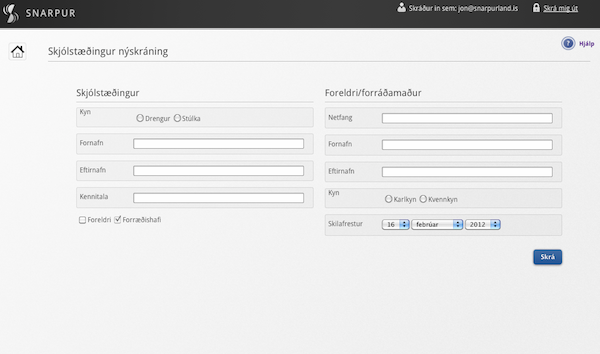 SNARPUR
Skráður in sem: jon@snarpurland.is
Skrá mig út
Hjálp
Skjólstæðingur nýskráning
Skjólstæðingur
Kyn
Drengur
Stúlka
Fornafn
Eftirnafn
Kennitala
Foreldri
Forræðishafi
Foreldri/forráðamaður
Netfang
Fornafn
Eftirnafn
Kyn
Karlkyn
Kvennkyn
Skilafrestur
16
febrúar
2012
Skrá